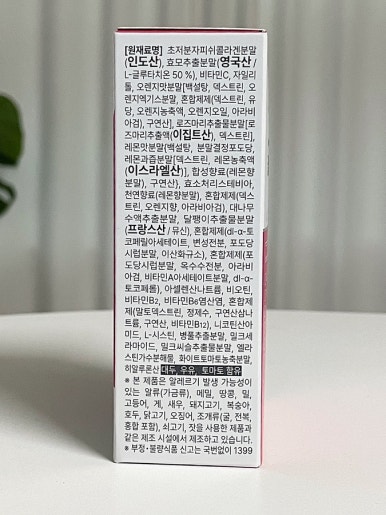 [원재료명] 초저분자피쉬콜라겐분말
(인도산), 효모추출분말(영국산/
L-글루타치온 50 %), 비타민C, 자일리
톨, 오렌지맛분말[백설탕, 덱스트린, 오
렌지엑기스분말, 혼합제제(덱스트린, 유
당, 오렌지농축액, 오렌지오일, 아라비
아검), 구연산], 로즈마리추출물분말[로
즈마리추출액(이집트산), 덱스트린],
레몬맛분말(백설탕, 분말결정포도당,
레몬과즙분말[덱스트린, 레몬농축액
(이스라엘산)], 합성향료(레몬향
분말), 구연산}, 효소처리스테비아,
천연향료(레몬향분말), 혼합제제(덱스
트린, 오렌지향, 아라비아검), 대나무
수액추출분말, 달팽이추출물분말
(프랑스산/유신), 혼합제제(dl-α-토
코페릴아세테이트, 변성전분, 포도당
시럽분말, 이산화규소), 혼합제제(포
도당시럽분말, 옥수수전분, 아라비
아검, 비타민A아세테이트분말, dl-α-
토코페롤), 아셀렌산나트륨, 비오틴,
비타민B2, 비타민B6염산염, 혼합제
제(말토덱스트린, 정제수, 구연산삼나
트륨, 구연산, 비타민B12), 니코틴산아
미드, L-시스틴, 병풀추출분말, 밀크세
라마이드, 밀크씨슬추출물분말, 엘라
스틴가수분해물, 화이트토마토농축분말,
히알루론산 대두, 우유, 토마토 함유
※ 본 제품은 알레르기 발생 가능성이
있는 알류(가금류), 메밀, 땅콩, 밀,
고등어, 게, 새우, 돼지고기, 복숭아,
호두, 닭고기, 오징어, 조개류(굴, 전복,
홍합 포함), 쇠고기, 잣을 사용한 제품과
같은 제조 시설에서 제조하고 있습니다.
※ 부정·불량식품 신고는 국번없이 1399